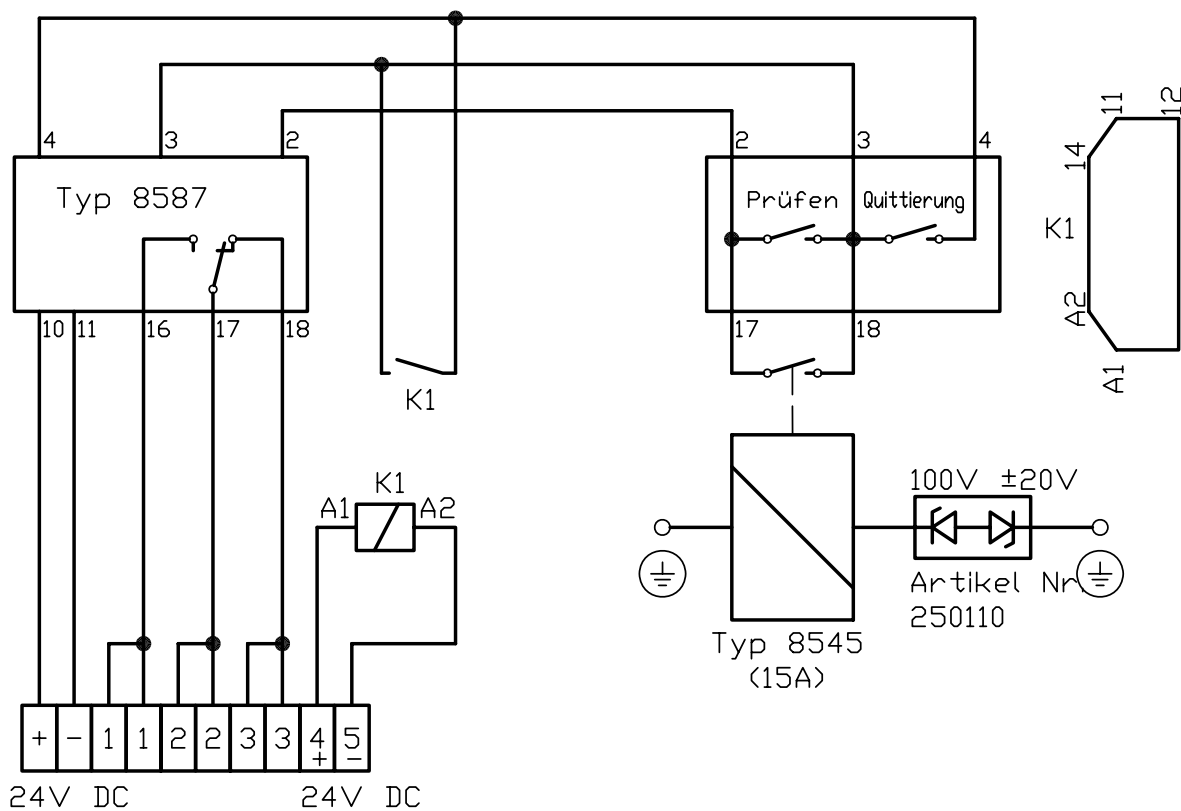 4 3 2 2 3 4
Typ 8587
Prüfen Quittierung
10 11 16 17 18
17 18
11 12
14
K1
A2
A1
K1
K1
A1 A2
100V ±20V
Artikel Nr.
250110
Typ 8545
(15A)
+ - 1 1 2 2 3 3 4 5
+ -
24V DC 24V DC